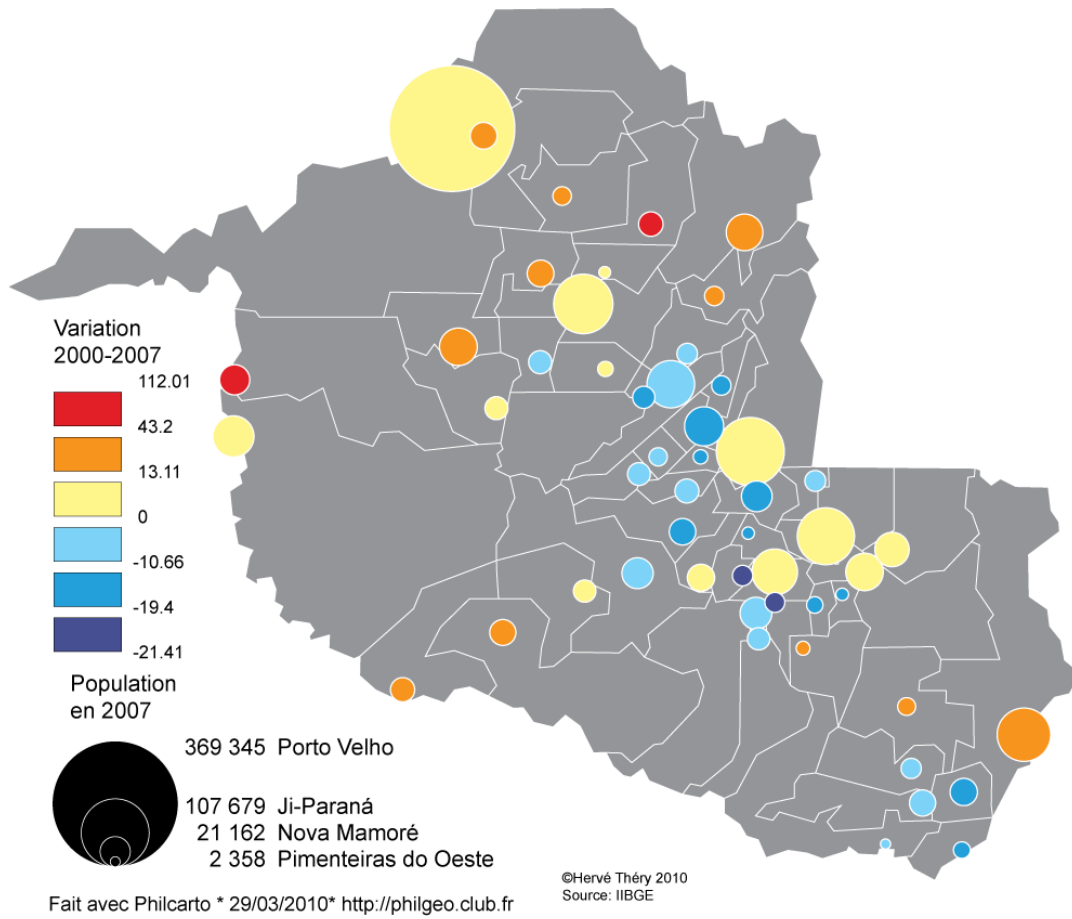 Variation
2000-2007
112.01
43.2
13.11
0
-10.66
-19.4
-21.41
Population
en 2007
369 345 Porto Velho
107 679 Ji-Paraná
21 162 Nova Mamoré
2 358 Pimenteiras do Oeste
©Hervé Théry 2010
Source: IIBGE
Fait avec Philcarto * 29/03/2010* http://philgeo.club.fr